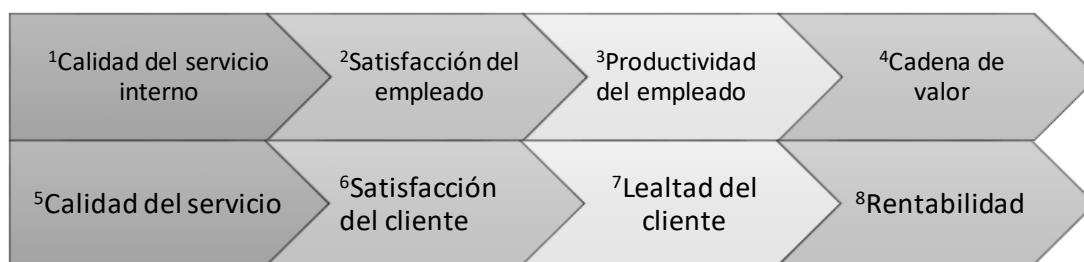 ¹Calidad del servicio
interno
²Satisfacción del
empleado
³Productividad
del empleado
⁴Cadena de
valor
⁵Calidad del servicio
⁶Satisfacción
del cliente
⁷Lealtad del
cliente
⁸Rentabilidad